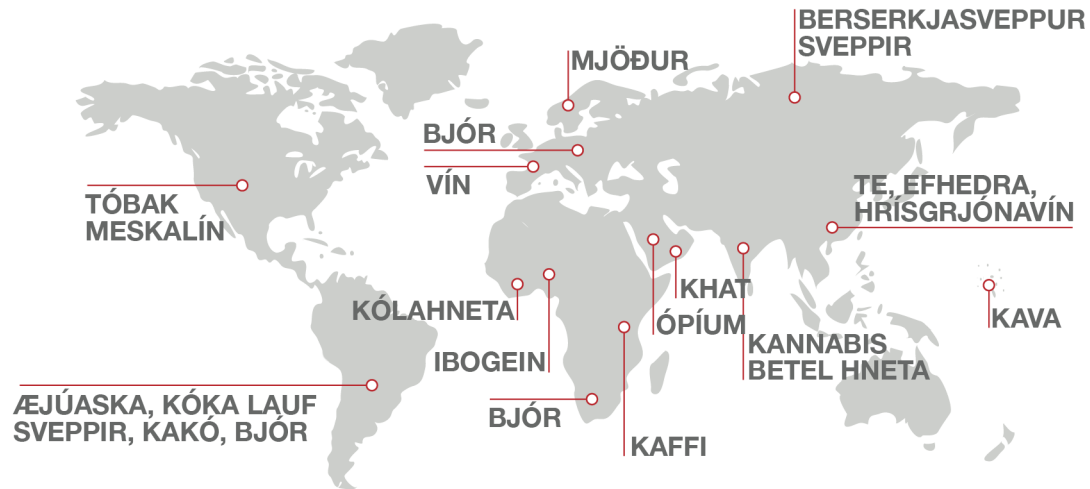 BERSERKJASVEPPUR
SVEPPIR
MJÖÐUR
BJÓR
VÍN
TÓBAK
MESKALÍN
TE, EFHEDRA,
HRÍSGRJÓNAVÍN
KHAT
KÓLAHNETA
ÓPÍUM
KAVA
IBOGEIN
KANNABIS
BETEL HNETA
ÆJÚASKA, KÓKA LAUF
SVEPPIR, KAKÓ, BJÓR
BJÓR
KAFFI